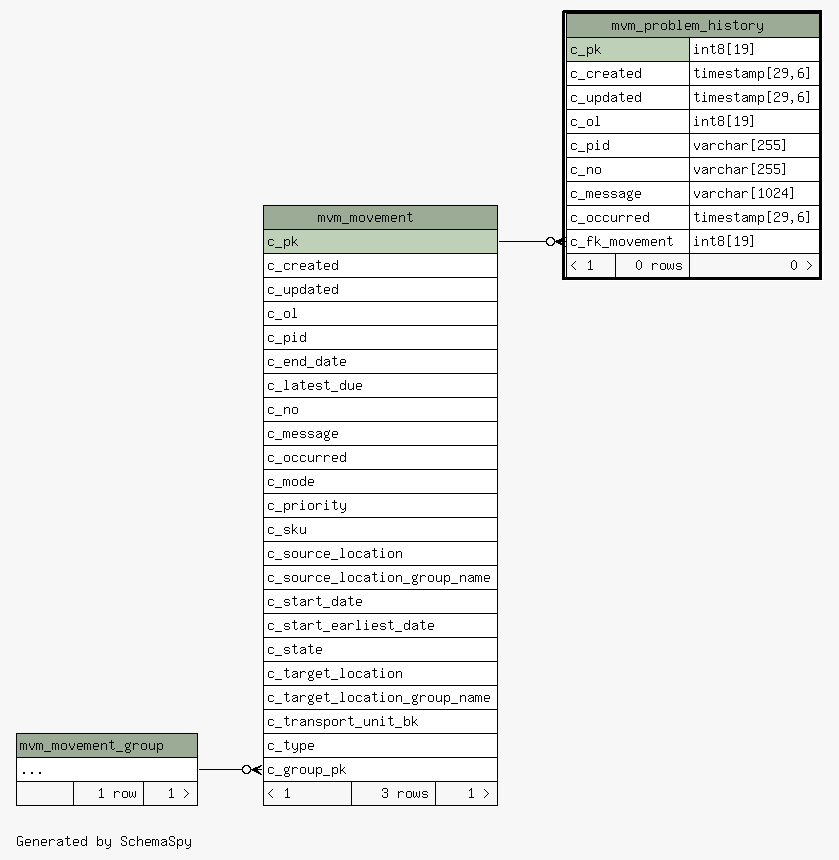 mvm_problem_history
c_pk int8[19]
c_created timestamp[29,6]
c_updated timestamp[29,6]
c_ol int8[19]
c_pid varchar[255]
c_no varchar[255]
c_message varchar[1024]
c_occurred timestamp[29,6]
c_fk_movement int8[19]
< 1 0 rows 0 >
mvm_movement
c_pk
c_created
c_updated
c_ol
c_pid
c_end_date
c_latest_due
c_no
c_message
c_occurred
c_mode
c_priority
c_sku
c_source_location
c_source_location_group_name
c_start_date
c_start_earliest_date
c_state
c_target_location
c_target_location_group_name
c_transport_unit_bk
c_type
c_group_pk
< 1 3 rows 1 >
mvm_movement_group
...
1 row 1 >
Generated by SchemaSpy